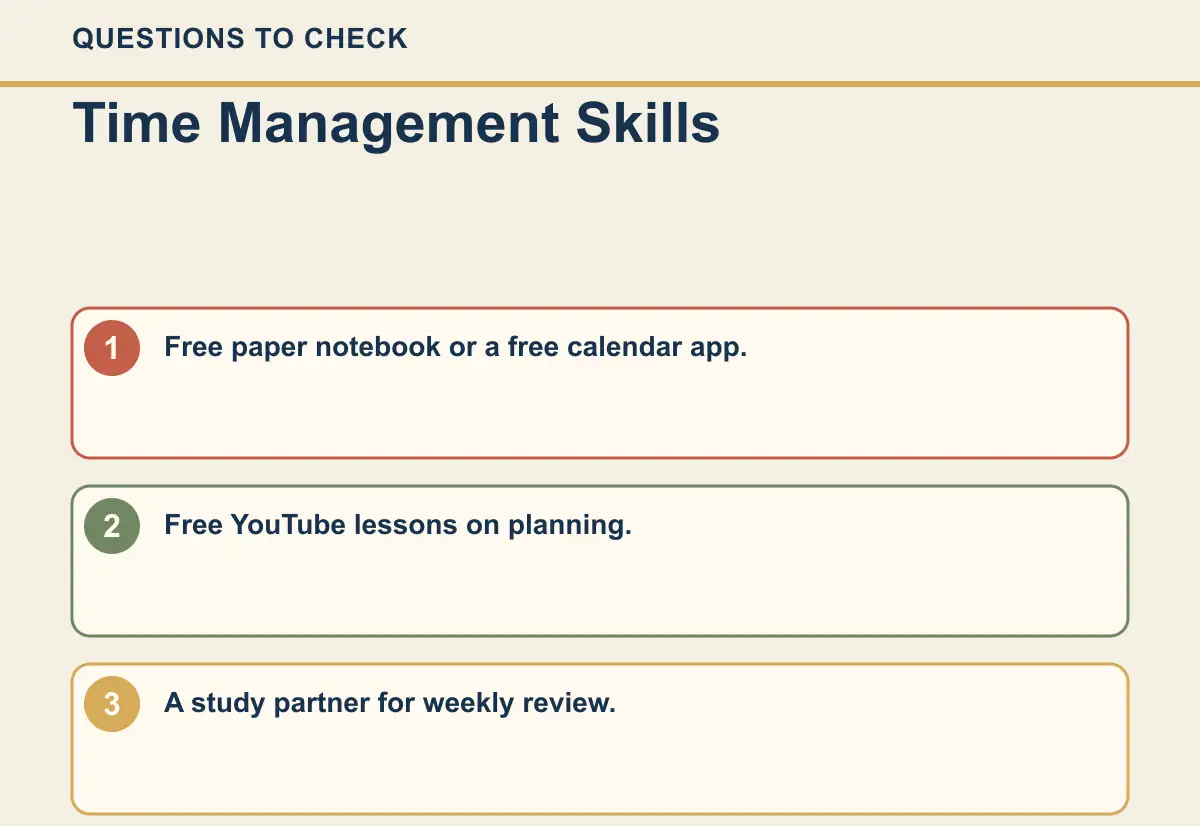 QUESTIONS TO CHECK
Time Management Skills
1 Free paper notebook or a free calendar app.
2 Free YouTube lessons on planning.
3 A study partner for weekly review.